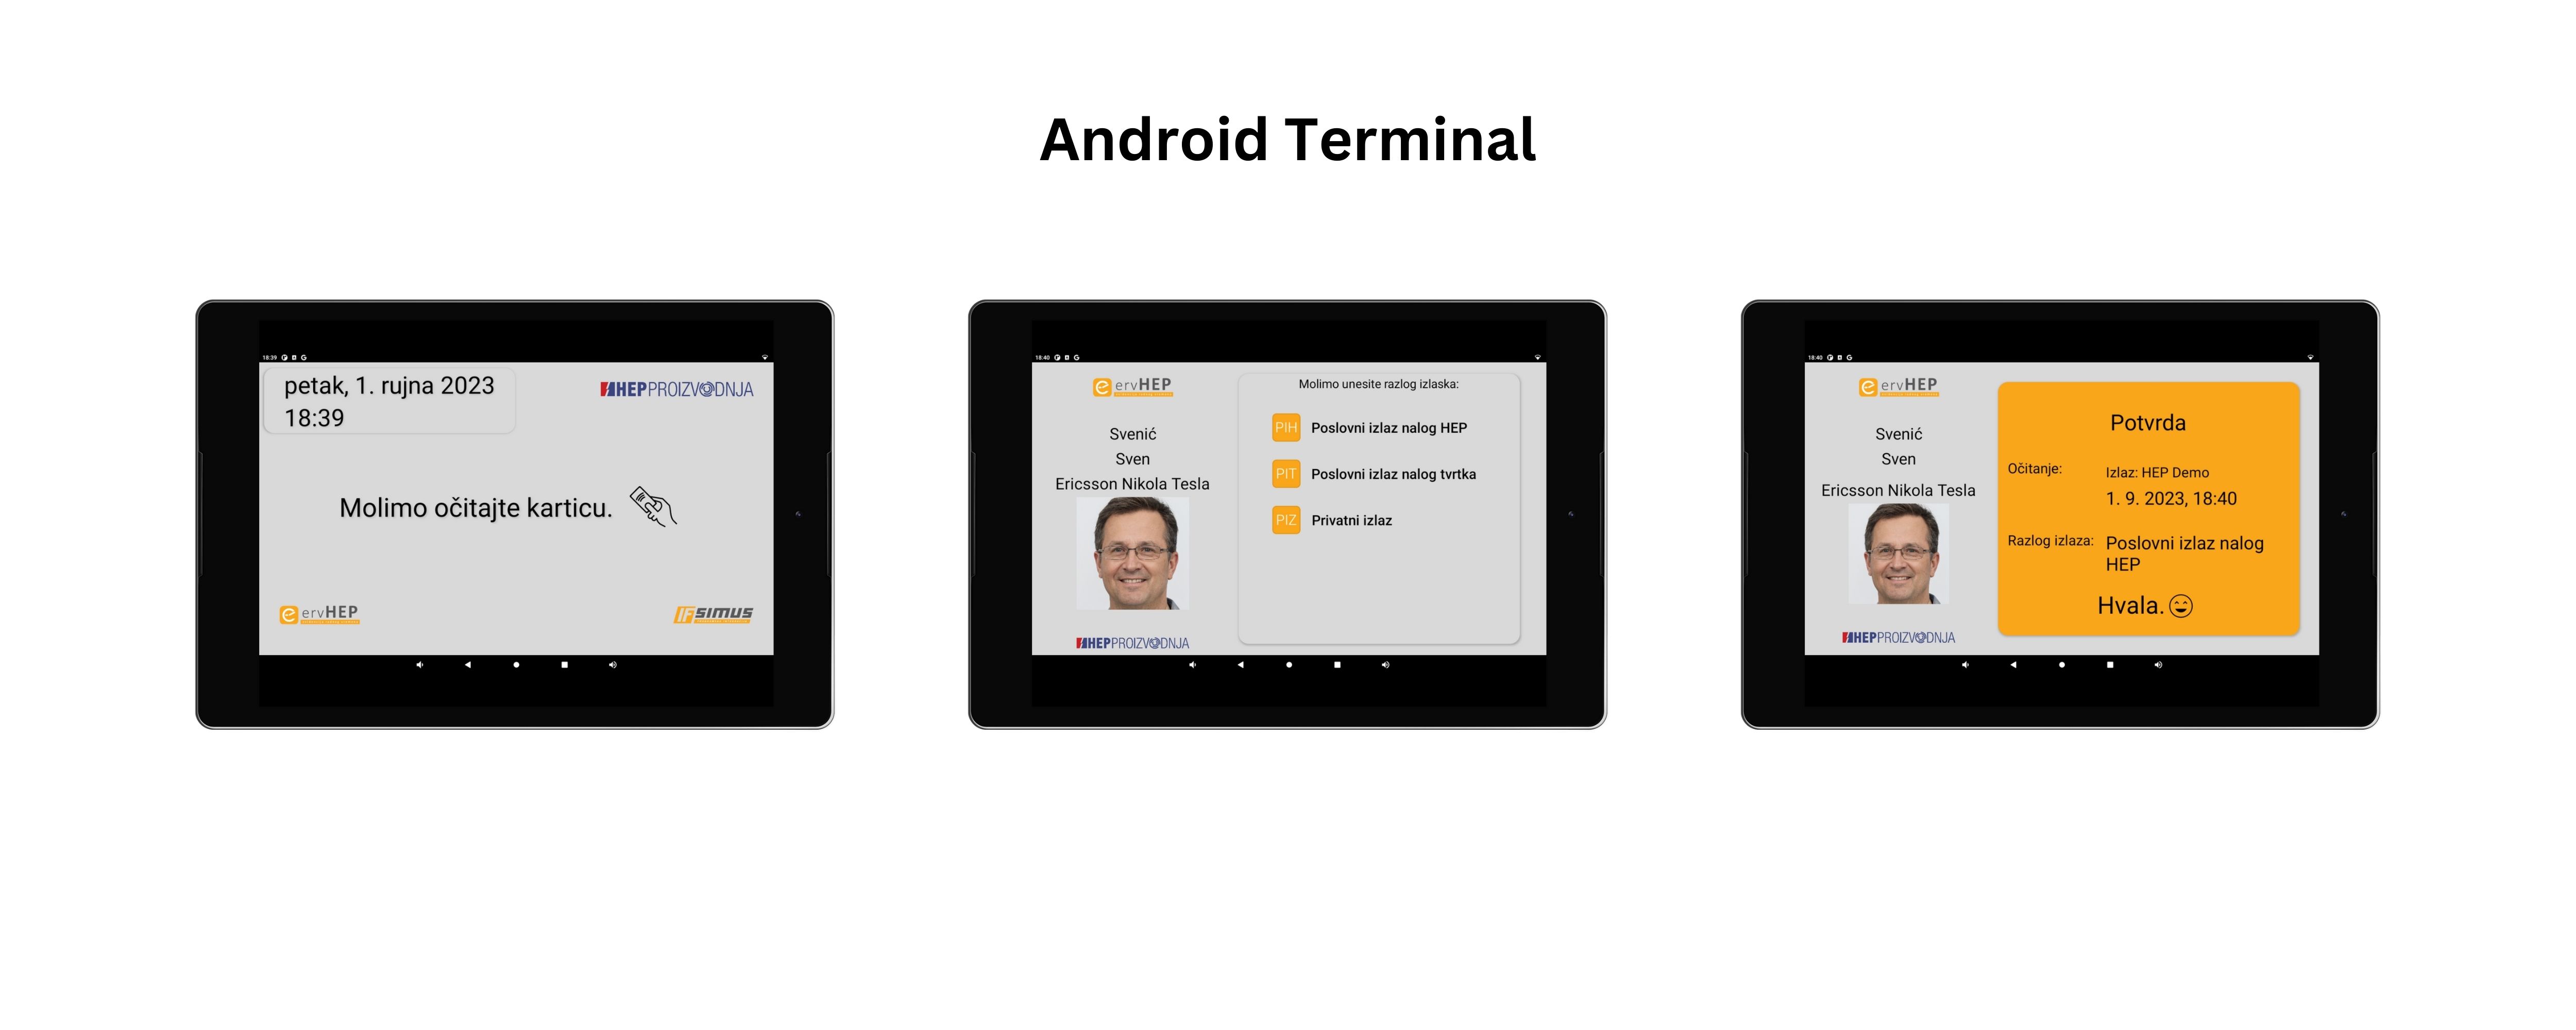 Android Terminal
18:39
petak, 1. rujna 2023
18:39
HEP PROIZVODNJA
Molimo očitajte karticu.
e ervHEP
IF SIMUS
18:40
e ervHEP
Svenić
Sven
Ericsson Nikola Tesla
HEP PROIZVODNJA
Molimo unesite razlog izlaska:
PIH Poslovni izlaz nalog HEP
PIT Poslovni izlaz nalog tvrtka
PIZ Privatni izlaz
18:40
e ervHEP
Svenić
Sven
Ericsson Nikola Tesla
HEP PROIZVODNJA
Potvrda
Očitanje: Izlaz: HEP Demo
1. 9. 2023, 18:40
Razlog izlaza: Poslovni izlaz nalog
HEP
Hvala.